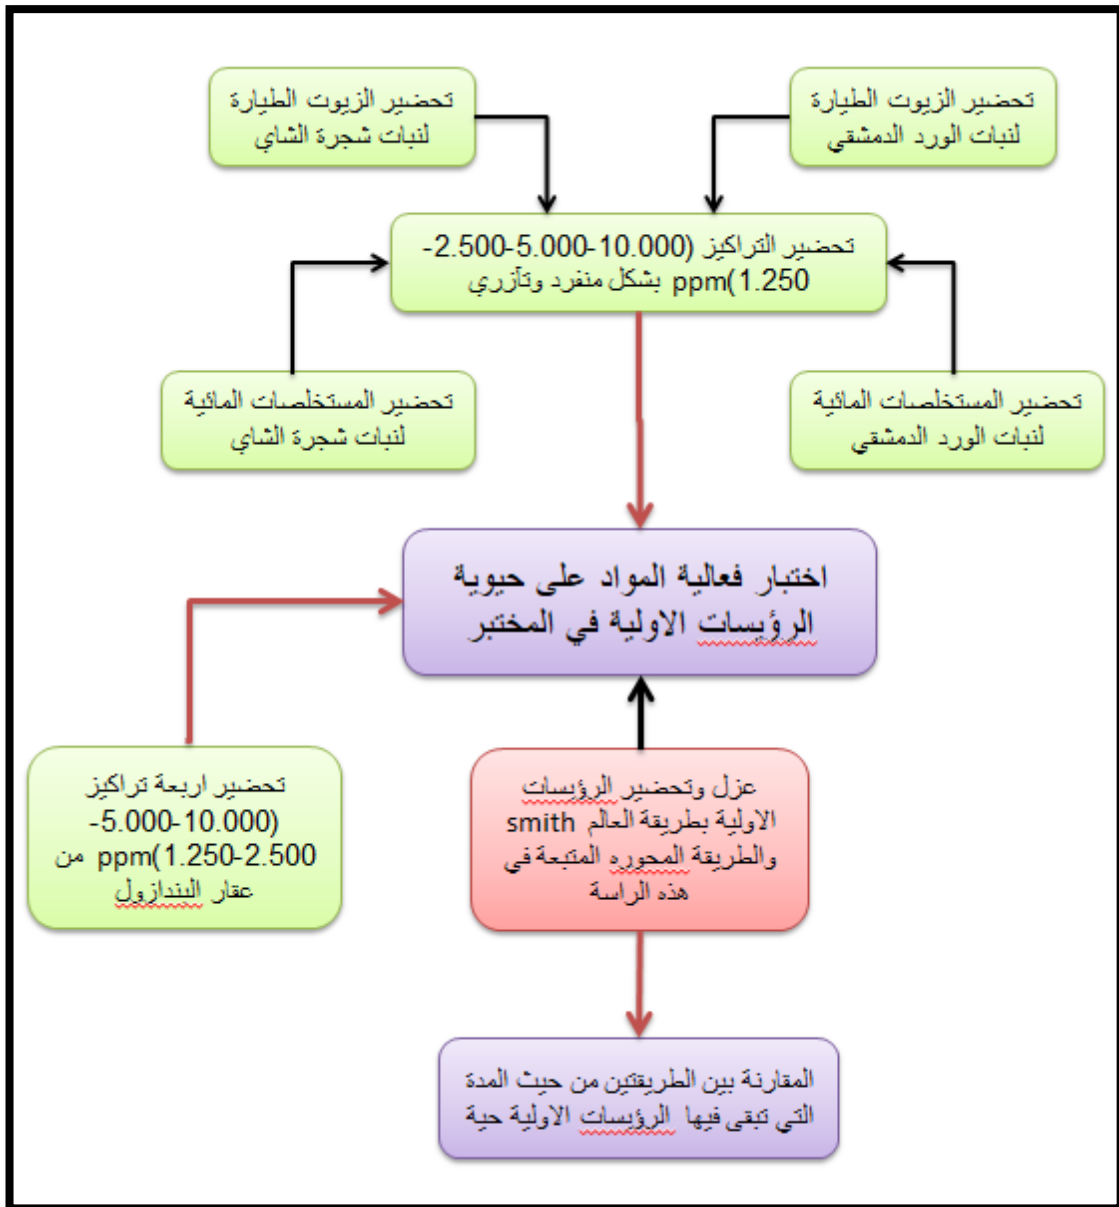 تحضير الزيوت الطيارة
لنبات الورد الدمشقي
تحضير الزيوت الطيارة
لنبات شجرة الشاي
تحضير التراكيز (10.000-5.000-2.500-
1.250)ppm بشكل منفرد وتآزري
تحضير المستخلصات المائية
لنبات الورد الدمشقي
تحضير المستخلصات المائية
لنبات شجرة الشاي
اختبار فعالية المواد على حيوية
الرؤيسات الاولية في المختبر
تحضير اربعة تراكيز
(10.000-5.000-
2.500-1.250)ppm من
عقار البندازول
عزل وتحضير الرؤيسات
الاولية بطريقة العالم smith
والطريقة المحوره المتبعة في
هذه الراسة
المقارنة بين الطريقتين من حيث المدة
التي تبقى فيها الرؤيسات الاولية حية